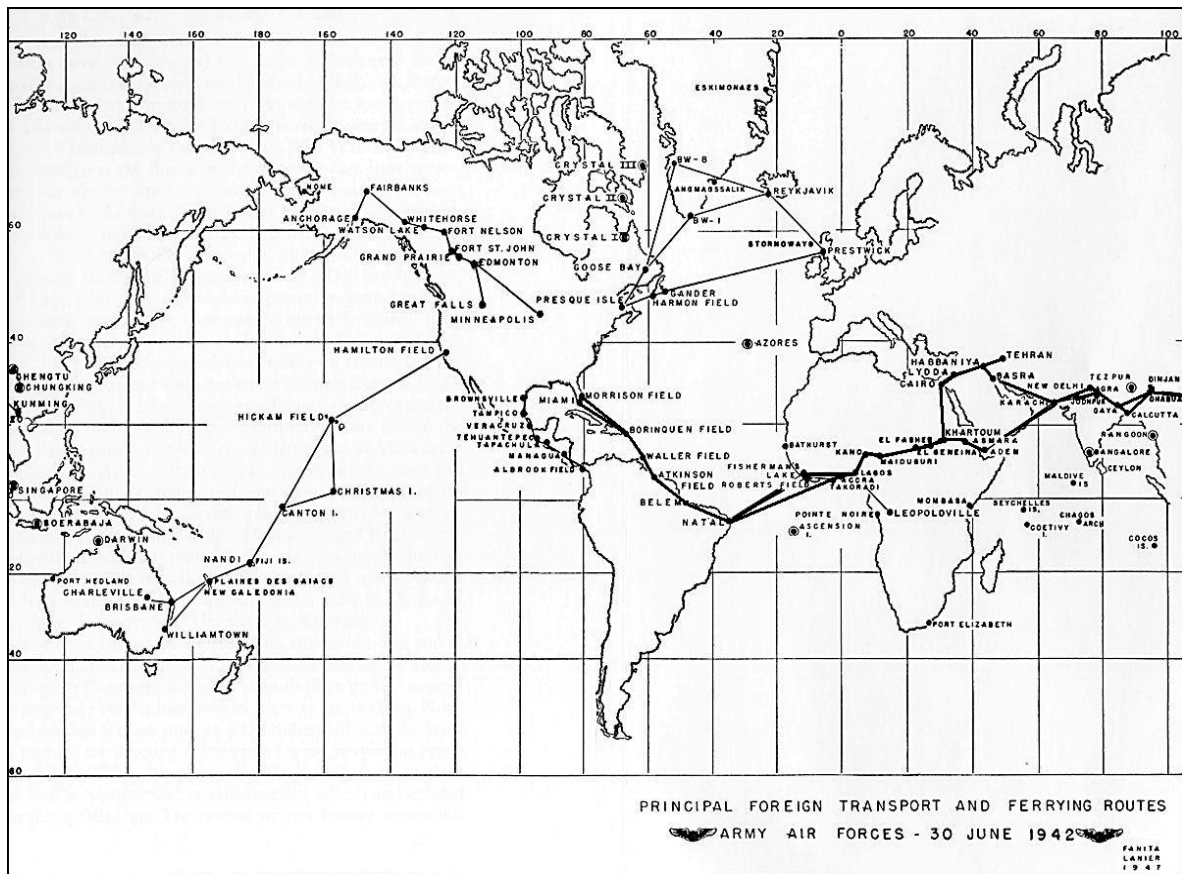 120
140
160
180
160
140
120
100
80
60
40
20
0
20
40
60
80
100
ESKIMONAES
NOME
FAIRBANKS
ANCHORAGE
WHITEHORSE
WATSON LAKE
FORT NELSON
FORT ST. JOHN
GRAND PRAIRIE
EDMONTON
GREAT FALLS
MINNEAPOLIS
CRYSTAL III
CRYSTAL II
CRYSTAL I
BW-8
ANGMAGSSALIK
REYKJAVIK
BW-1
STORNOWAY
PRESTWICK
GOOSE BAY
PRESQUE ISLE
GANDER
HARMON FIELD
60
40
20
20
40
60
HAMILTON FIELD
AZORES
HICKAM FIELD
BROWNSVILLE
MIAMI
MORRISON FIELD
TAMPICO
VERACRUZ
TEHUANTEPEC
TAPACHULA
MANAGUA
ALBROOK FIELD
BORINQUEN FIELD
WALLER FIELD
ATKINSON
FIELD
BELEM
NATAL
CHENGTU
CHUNGKING
KUNMING
SINGAPORE
SOERABAJA
DARWIN
CHRISTMAS I.
CANTON I.
NANDI
FIJI IS.
PORT HEDLAND
CHARLEVILLE
BRISBANE
PLAINES DES GAIACS
NEW CALEDONIA
WILLIAMTOWN
HABBANIYA
LYDDA
CAIRO
TEHRAN
BASRA
NEW DELHI
TEZPUR
AGRA
DINJAN
KARACHI
JODHPUR
GAYA
CALCUTTA
KHARTOUM
EL FASHER
ASMARA
EL GENEINA
ADEN
RANGOON
BANGALORE
CEYLON
BATHURST
KANO
MAIDUGURI
FISHERMANS
LAKE
ROBERTS FIELD
LAGOS
ACCRA
TAKORADI
POINTE NOIRE
LEOPOLDVILLE
MOMBASA
ASCENSION
I.
MALDIVE
IS
SEYCHELLES
IS.
COETIVY
I.
CHAGOS
ARCH
COCOS
IS.
PORT ELIZABETH
PRINCIPAL FOREIGN TRANSPORT AND FERRYING ROUTES
ARMY AIR FORCES - 30 JUNE 1942
FANITA
LANIER
1947